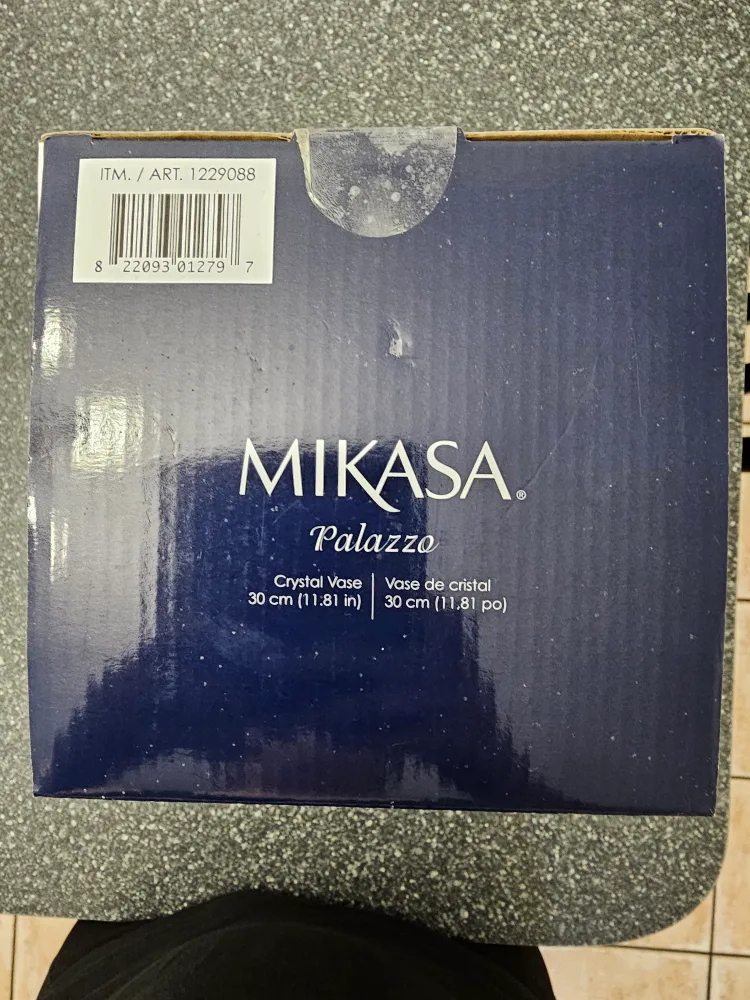 ITM. / ART. 1229088
8 22093 01279 7
MIKASA®
Palazzo
Crystal Vase
30 cm (11.81 in)
Vase de cristal
30 cm (11,81 po)